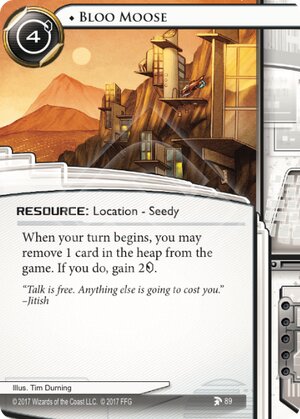 4
♦ Bloo Moose
RESOURCE: Location - Seedy
When your turn begins, you may
remove 1 card in the heap from the
game. If you do, gain 2.
“Talk is free. Anything else is going to cost you.”
–Jitish
Illus. Tim Durning
© 2017 Wizards of the Coast LLC. © 2017 FFG
89